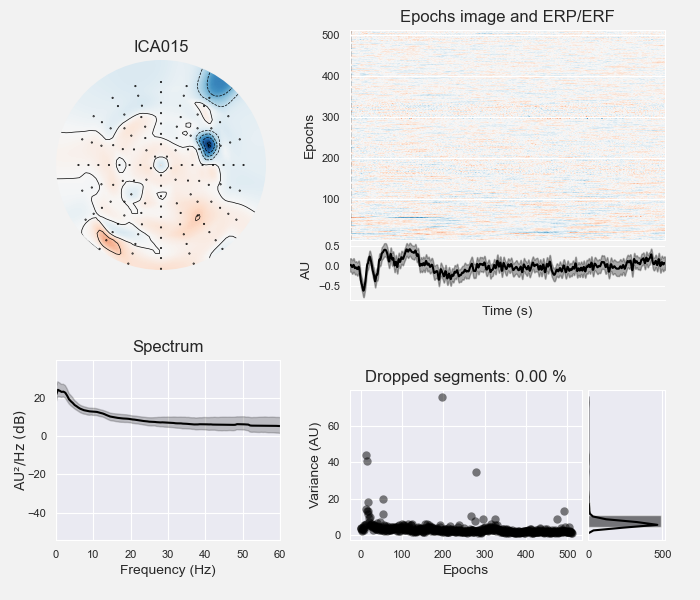 ICA015
Epochs image and ERP/ERF
Epochs
500
400
300
200
100
AU
0.5
0.0
−0.5
Time (s)
Spectrum
AU²/Hz (dB)
20
0
−20
−40
0 10 20 30 40 50 60
Frequency (Hz)
Dropped segments: 0.00 %
Variance (AU)
60
40
20
0
0 100 200 300 400 500
Epochs
0 500